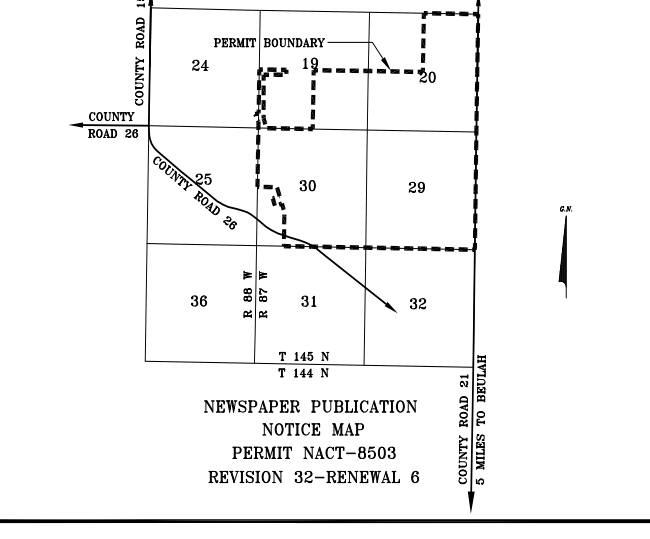 COUNTY ROAD 15
PERMIT BOUNDARY
24
19
20
COUNTY
ROAD 26
25
30
29
COUNTY ROAD 26
G.N.
36
R 88 W
R 87 W
31
32
T 145 N
T 144 N
COUNTY ROAD 21
5 MILES TO BEULAH
NEWSPAPER PUBLICATION
NOTICE MAP
PERMIT NACT-8503
REVISION 32-RENEWAL 6